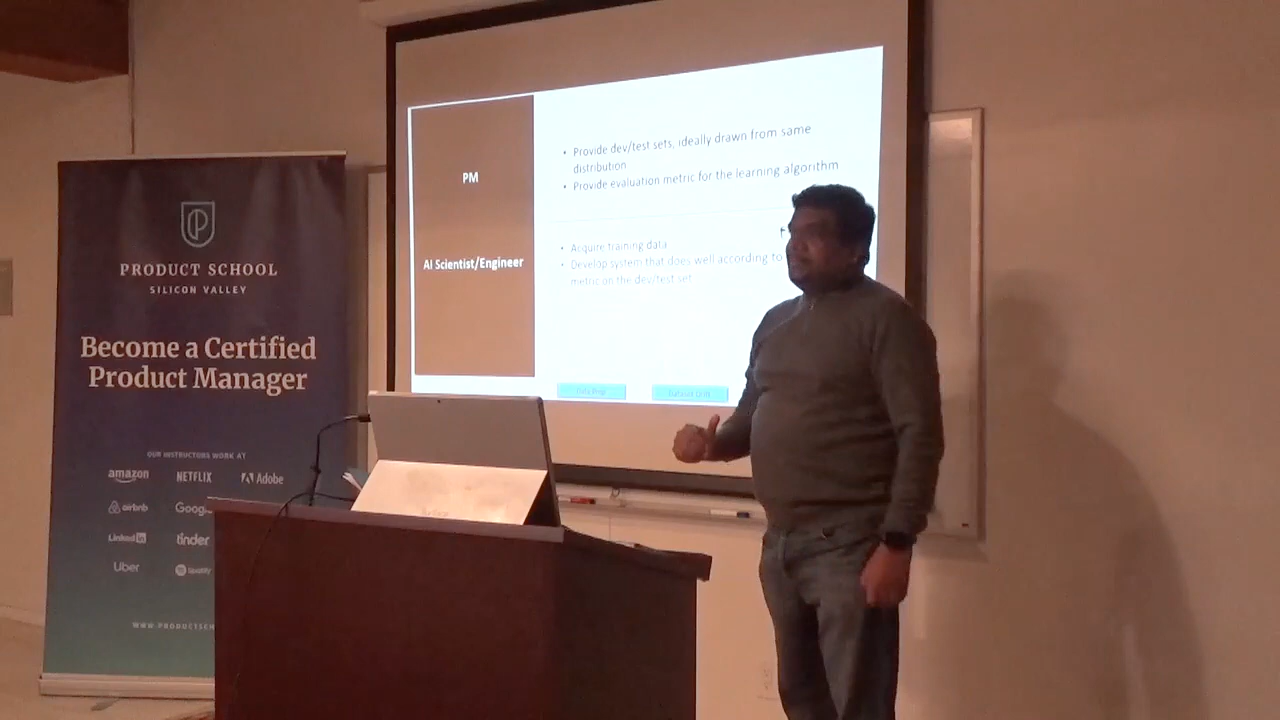 PRODUCT SCHOOL
SILICON VALLEY
Become a Certified
Product Manager
OUR INSTRUCTORS WORK AT
amazon NETFLIX Adobe
airbnb
LinkedIn tinder
Uber Spotify
PM
• Provide dev/test sets, ideally drawn from same
distribution
• Provide evaluation metric for the learning algorithm
AI Scientist/Engineer
• Acquire training data
• Develop system that does well according to
metric on the dev/test set